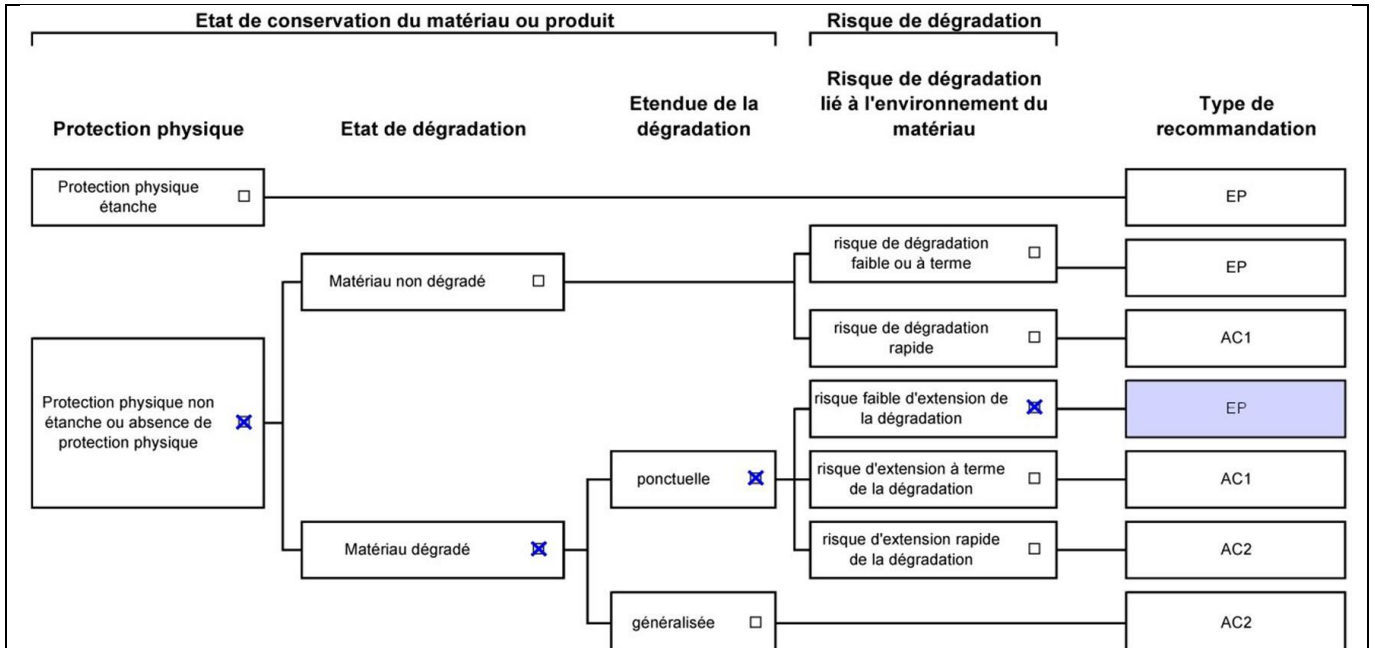 Etat de conservation du matériau ou produit
Risque de dégradation
Protection physique
Etat de dégradation
Etendue de la
dégradation
Risque de dégradation
lié à l'environnement du
matériau
Type de
recommandation
Protection physique
étanche
EP
Matériau non dégradé
risque de dégradation
faible ou à terme
EP
risque de dégradation
rapide
AC1
Protection physique non
étanche ou absence de
protection physique
risque faible d'extension de
la dégradation
EP
ponctuelle
risque d'extension à terme
de la dégradation
AC1
Matériau dégradé
risque d'extension rapide
de la dégradation
AC2
généralisée
AC2